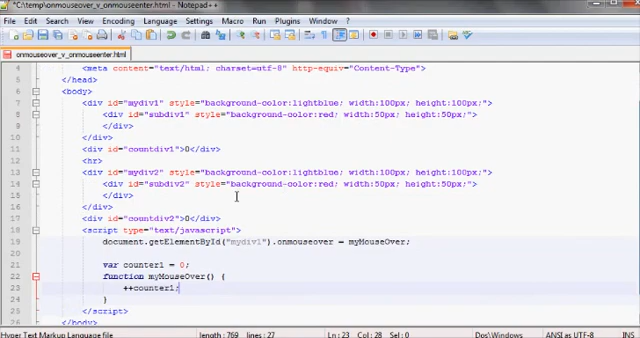 *C:\temp\onmouseover_v_onmouseenter.html - Notepad++
File Edit Search View Encoding Language Settings Macro Run Plugins Window ?
onmouseover_v_onmouseenter.html
4 <meta content="text/html; charset=utf-8" http-equiv="Content-Type">
5 </head>
6 <body>
7 <div id="mydiv1" style="background-color:lightblue; width:100px; height:100px;">
8 <div id="subdiv1" style="background-color:red; width:50px; height:50px;">
9 </div>
10 </div>
11 <div id="countdiv1">0</div>
12 <hr>
13 <div id="mydiv2" style="background-color:lightblue; width:100px; height:100px;">
14 <div id="subdiv2" style="background-color:red; width:50px; height:50px;">
15 </div>
16 </div>
17 <div id="countdiv2">0</div>
18 <script type="text/javascript">
19 document.getElementById("mydiv1").onmouseover = myMouseOver;
20
21 var counter1 = 0;
22 function myMouseOver() {
23 ++counter1;
24 }
25 </script>
26 </body>
Hyper Text Markup Language file length : 769 lines : 27 Ln : 23 Col : 28 Sel : 0 Dos\Windows ANSI as UTF-8 INS